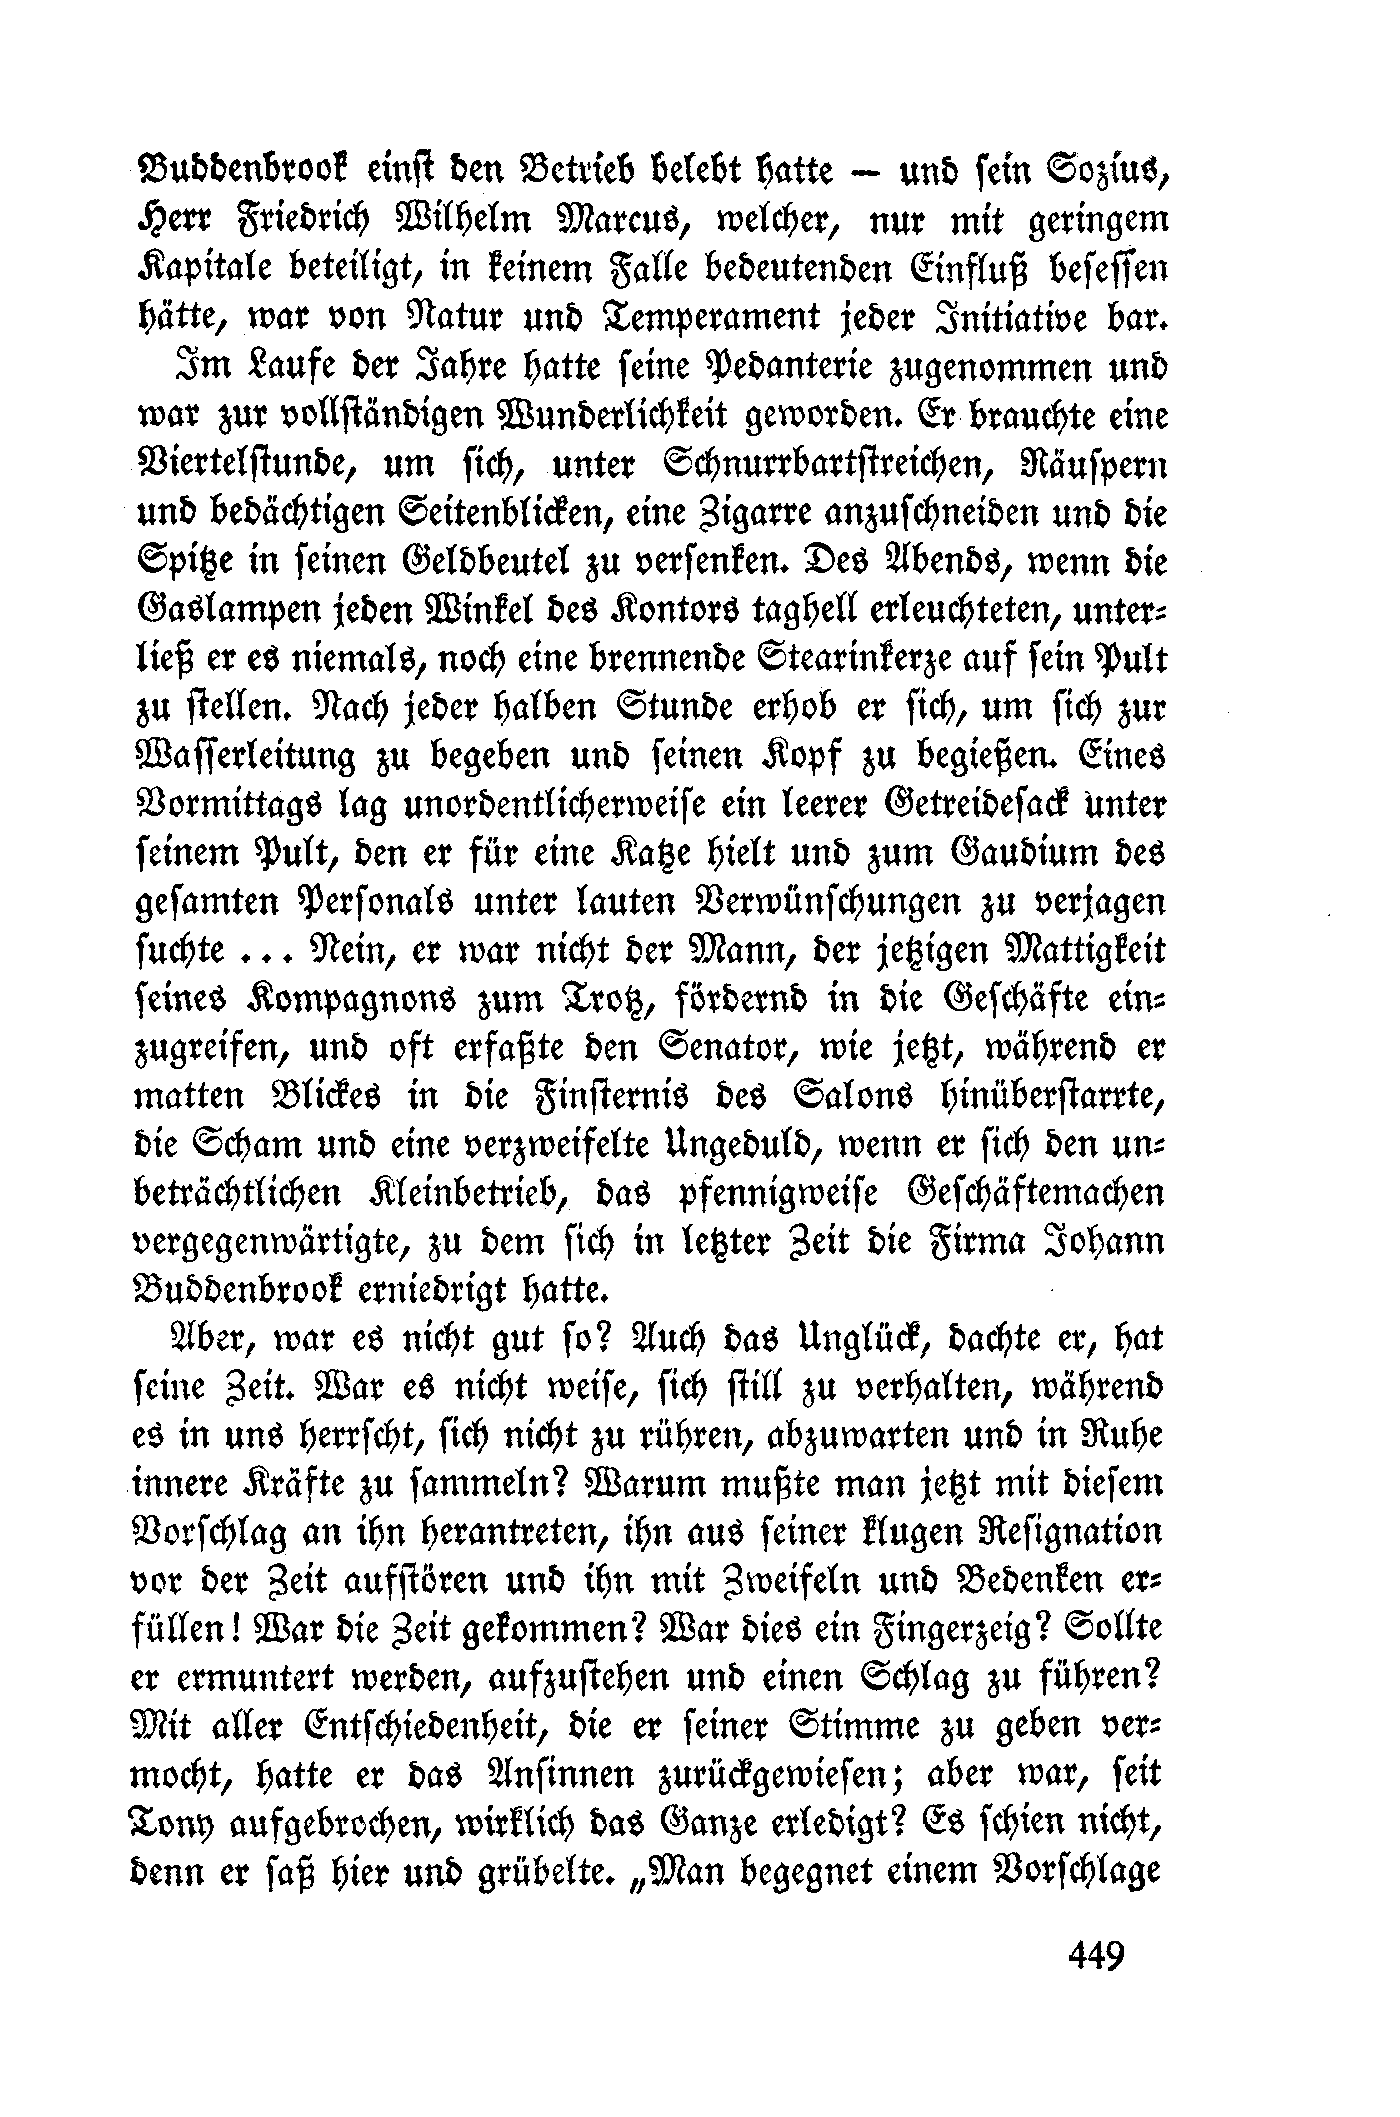 Buddenbrook einst den Betrieb belebt hatte — und sein Sozius,
Herr Friedrich Wilhelm Marcus, welcher, nur mit geringem
Kapitale beteiligt, in keinem Falle bedeutenden Einfluß besessen
hätte, war von Natur und Temperament jeder Initiative bar.
Im Laufe der Jahre hatte seine Pedanterie zugenommen und
war zur vollständigen Wunderlichkeit geworden. Er brauchte eine
Viertelstunde, um sich, unter Schnurrbartstreichen, Räuspern
und bedächtigen Seitenblicken, eine Zigarre anzuschneiden und die
Spitze in seinen Geldbeutel zu versenken. Des Abends, wenn die
Gaslampen jeden Winkel des Kontors taghell erleuchteten, unter-
ließ er es niemals, noch eine brennende Stearinkerze auf sein Pult
zu stellen. Nach jeder halben Stunde erhob er sich, um sich zur
Wasserleitung zu begeben und seinen Kopf zu begießen. Eines
Vormittags lag unordentlicherweise ein leerer Getreidesack unter
seinem Pult, den er für eine Katze hielt und zum Gaudium des
gesamten Personals unter lauten Verwünschungen zu verjagen
suchte ... Nein, er war nicht der Mann, der jetzigen Mattigkeit
seines Kompagnons zum Trotz, fördernd in die Geschäfte ein-
zugreifen, und oft erfaßte den Senator, wie jetzt, während er
matten Blickes in die Finsternis des Salons hinüberstarrte,
die Scham und eine verzweifelte Ungeduld, wenn er sich den un-
beträchtlichen Kleinbetrieb, das pfennigweise Geschäftemachen
vergegenwärtigte, zu dem sich in letzter Zeit die Firma Johann
Buddenbrook erniedrigt hatte.
Aber, war es nicht gut so? Auch das Unglück, dachte er, hat
seine Zeit. War es nicht weise, sich still zu verhalten, während
es in uns herrscht, sich nicht zu rühren, abzuwarten und in Ruhe
innere Kräfte zu sammeln? Warum mußte man jetzt mit diesem
Vorschlag an ihn herantreten, ihn aus seiner klugen Resignation
vor der Zeit aufstören und ihn mit Zweifeln und Bedenken er-
füllen! War die Zeit gekommen? War dies ein Fingerzeig? Sollte
er ermuntert werden, aufzustehen und einen Schlag zu führen?
Mit aller Entschiedenheit, die er seiner Stimme zu geben ver-
mocht, hatte er das Ansinnen zurückgewiesen; aber war, seit
Tony aufgebrochen, wirklich das Ganze erledigt? Es schien nicht,
denn er saß hier und grübelte. „Man begegnet einem Vorschlage
449